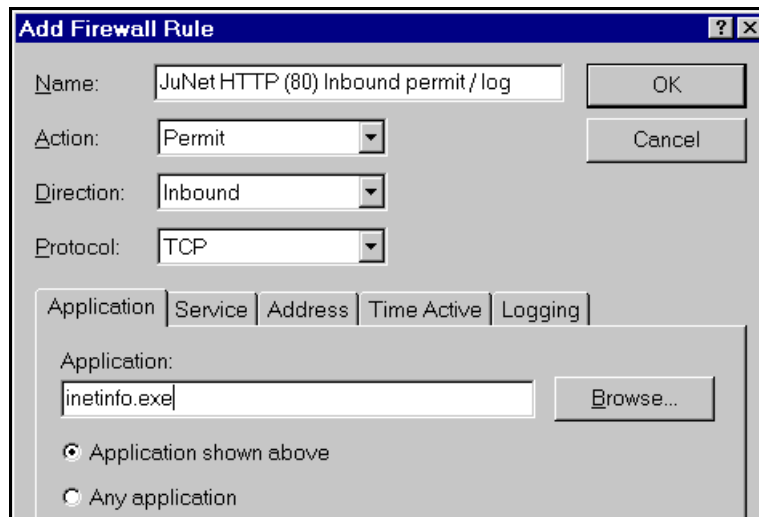 Add Firewall Rule
Name: JuNet HTTP (80) Inbound permit / log OK
Action: Permit Cancel
Direction: Inbound
Protocol: TCP
Application Service Address Time Active Logging
Application:
inetinfo.exe Browse...
Application shown above
Any application